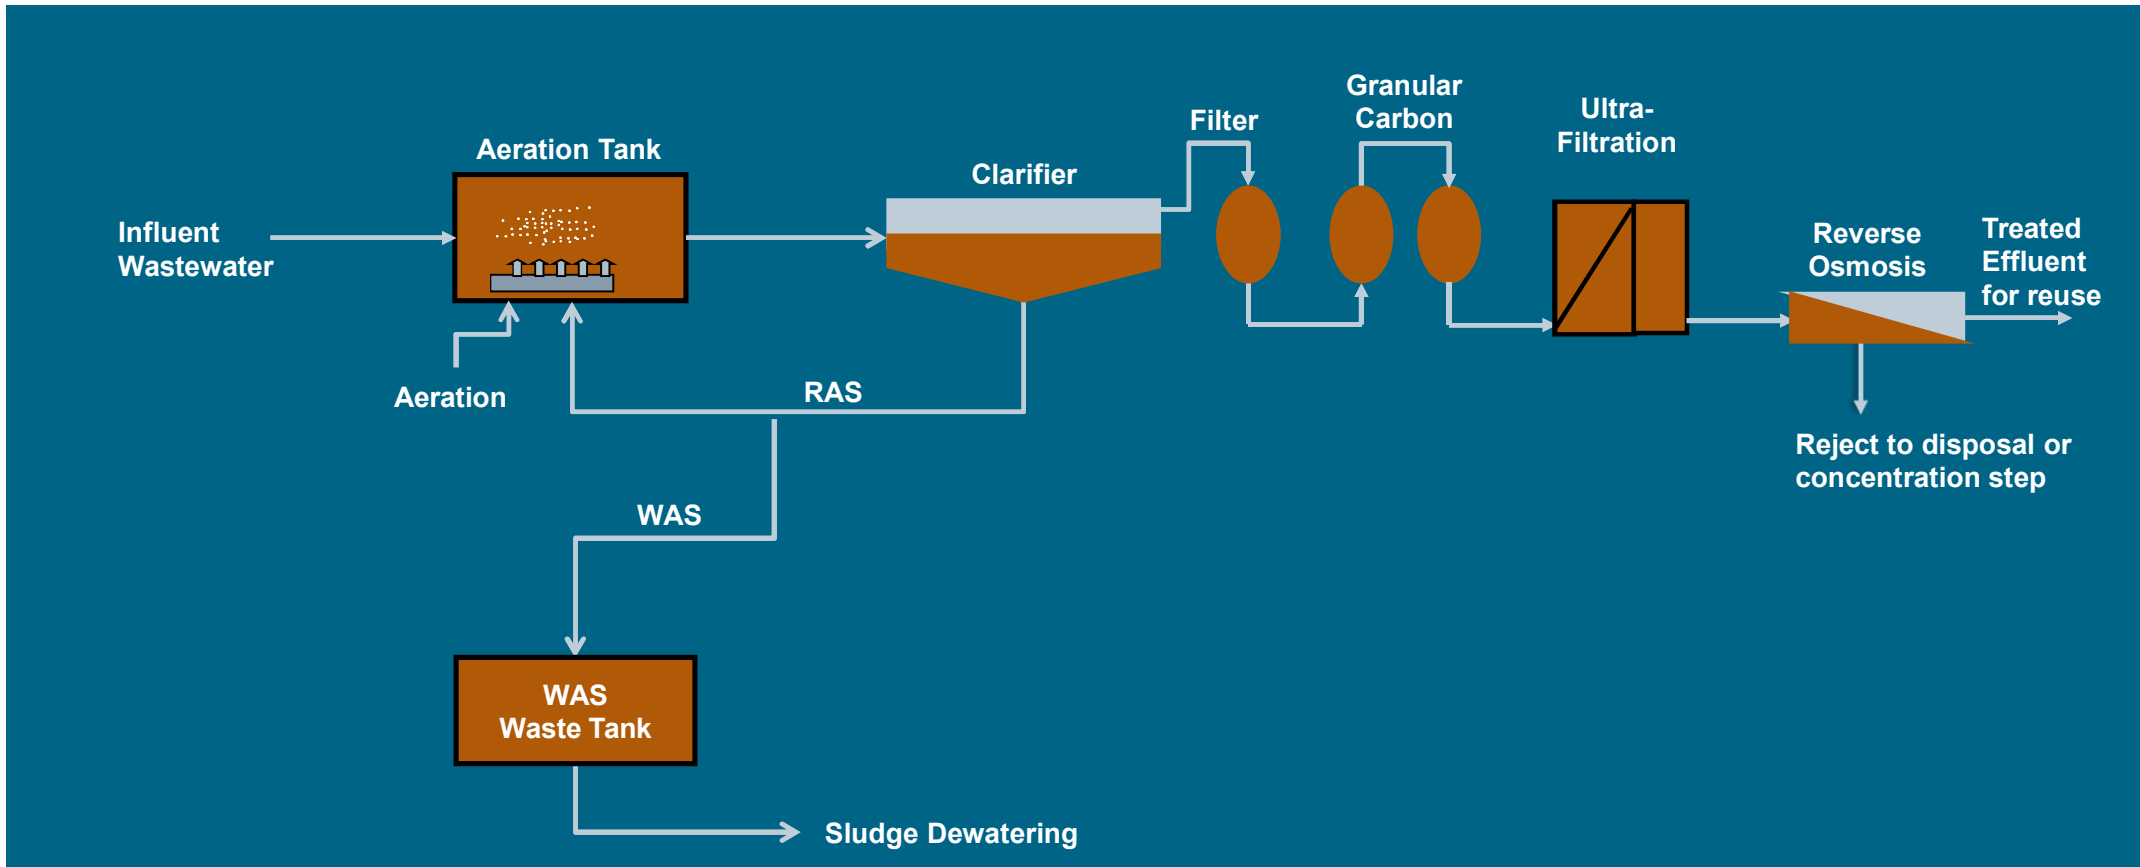 Aeration Tank
Influent
Wastewater
Aeration
Clarifier
RAS
WAS
WAS
Waste Tank
Sludge Dewatering
Filter
Granular
Carbon
Ultra-
Filtration
Reverse
Osmosis
Treated
Effluent
for reuse
Reject to disposal or
concentration step